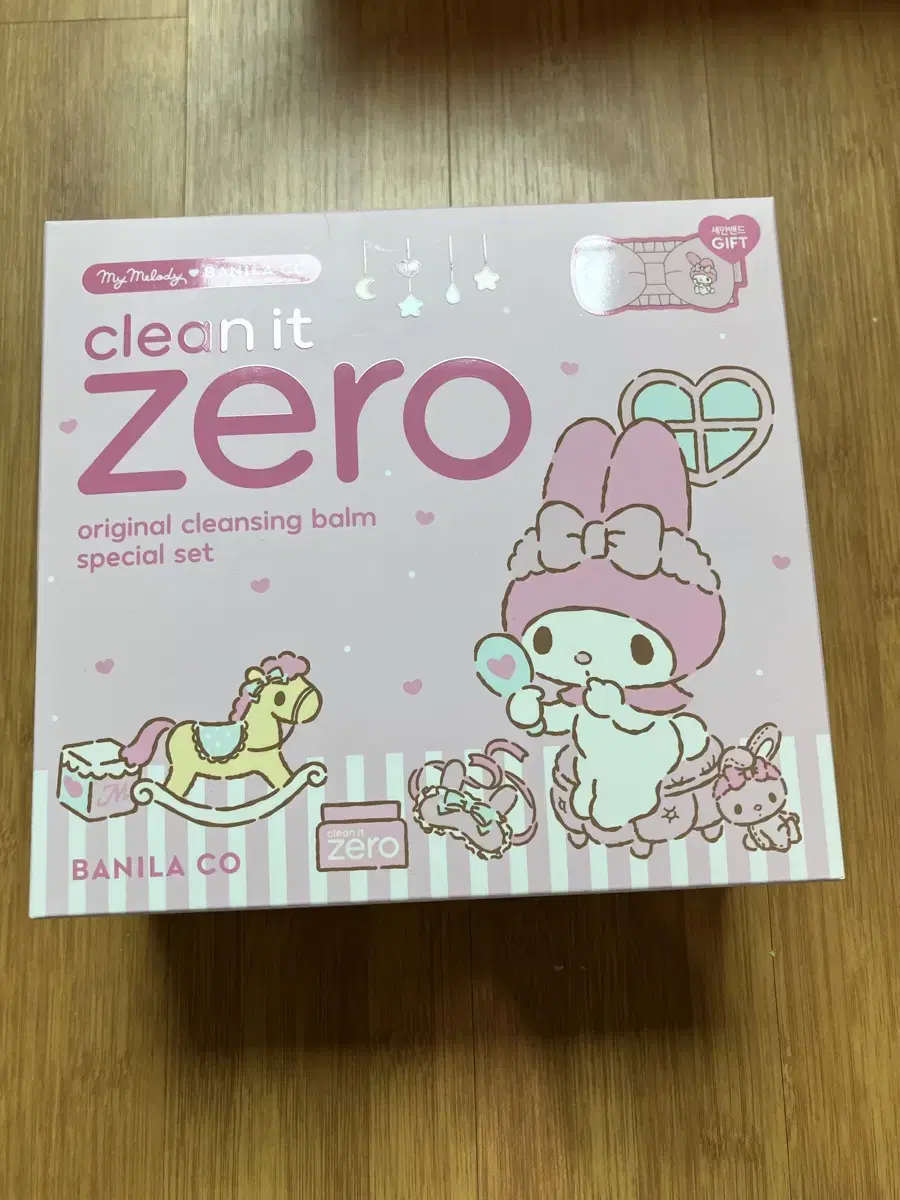 My Melody ♥ BANILA CO
세안밴드
GIFT
clean it
zero
original cleansing balm
special set
M
clean it
zero
BANILA CO